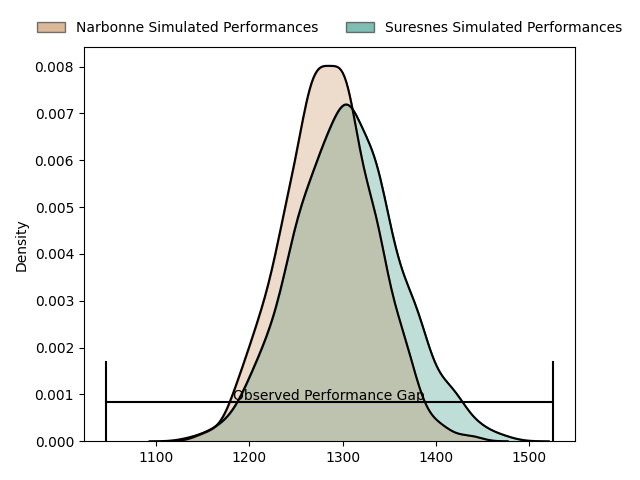 Narbonne Simulated Performances
Suresnes Simulated Performances
0.008
0.007
0.006
0.005
0.004
0.003
0.002
0.001
0.000
Density
Observed Performance Gap
1100 1200 1300 1400 1500